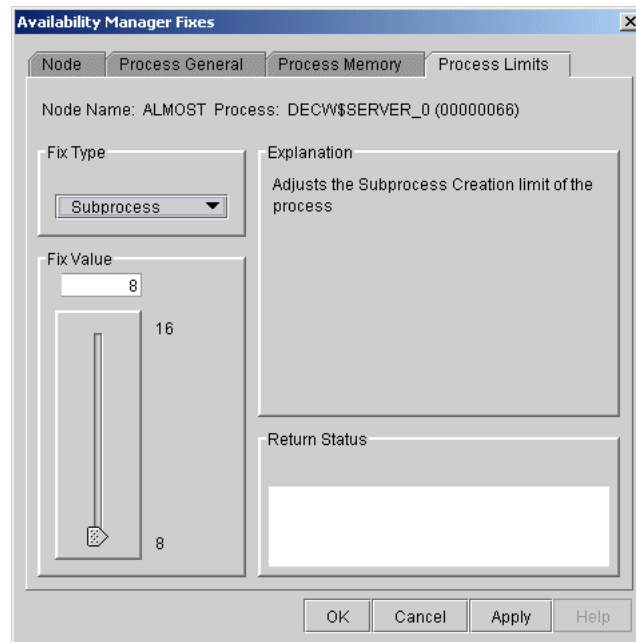 Availability Manager Fixes
Node Process General Process Memory Process Limits
Node Name: ALMOST Process: DECW$SERVER_0 (00000066)
Fix Type
Subprocess
Explanation
Adjusts the Subprocess Creation limit of the
process
Fix Value
8
16
8
Return Status
OK Cancel Apply Help